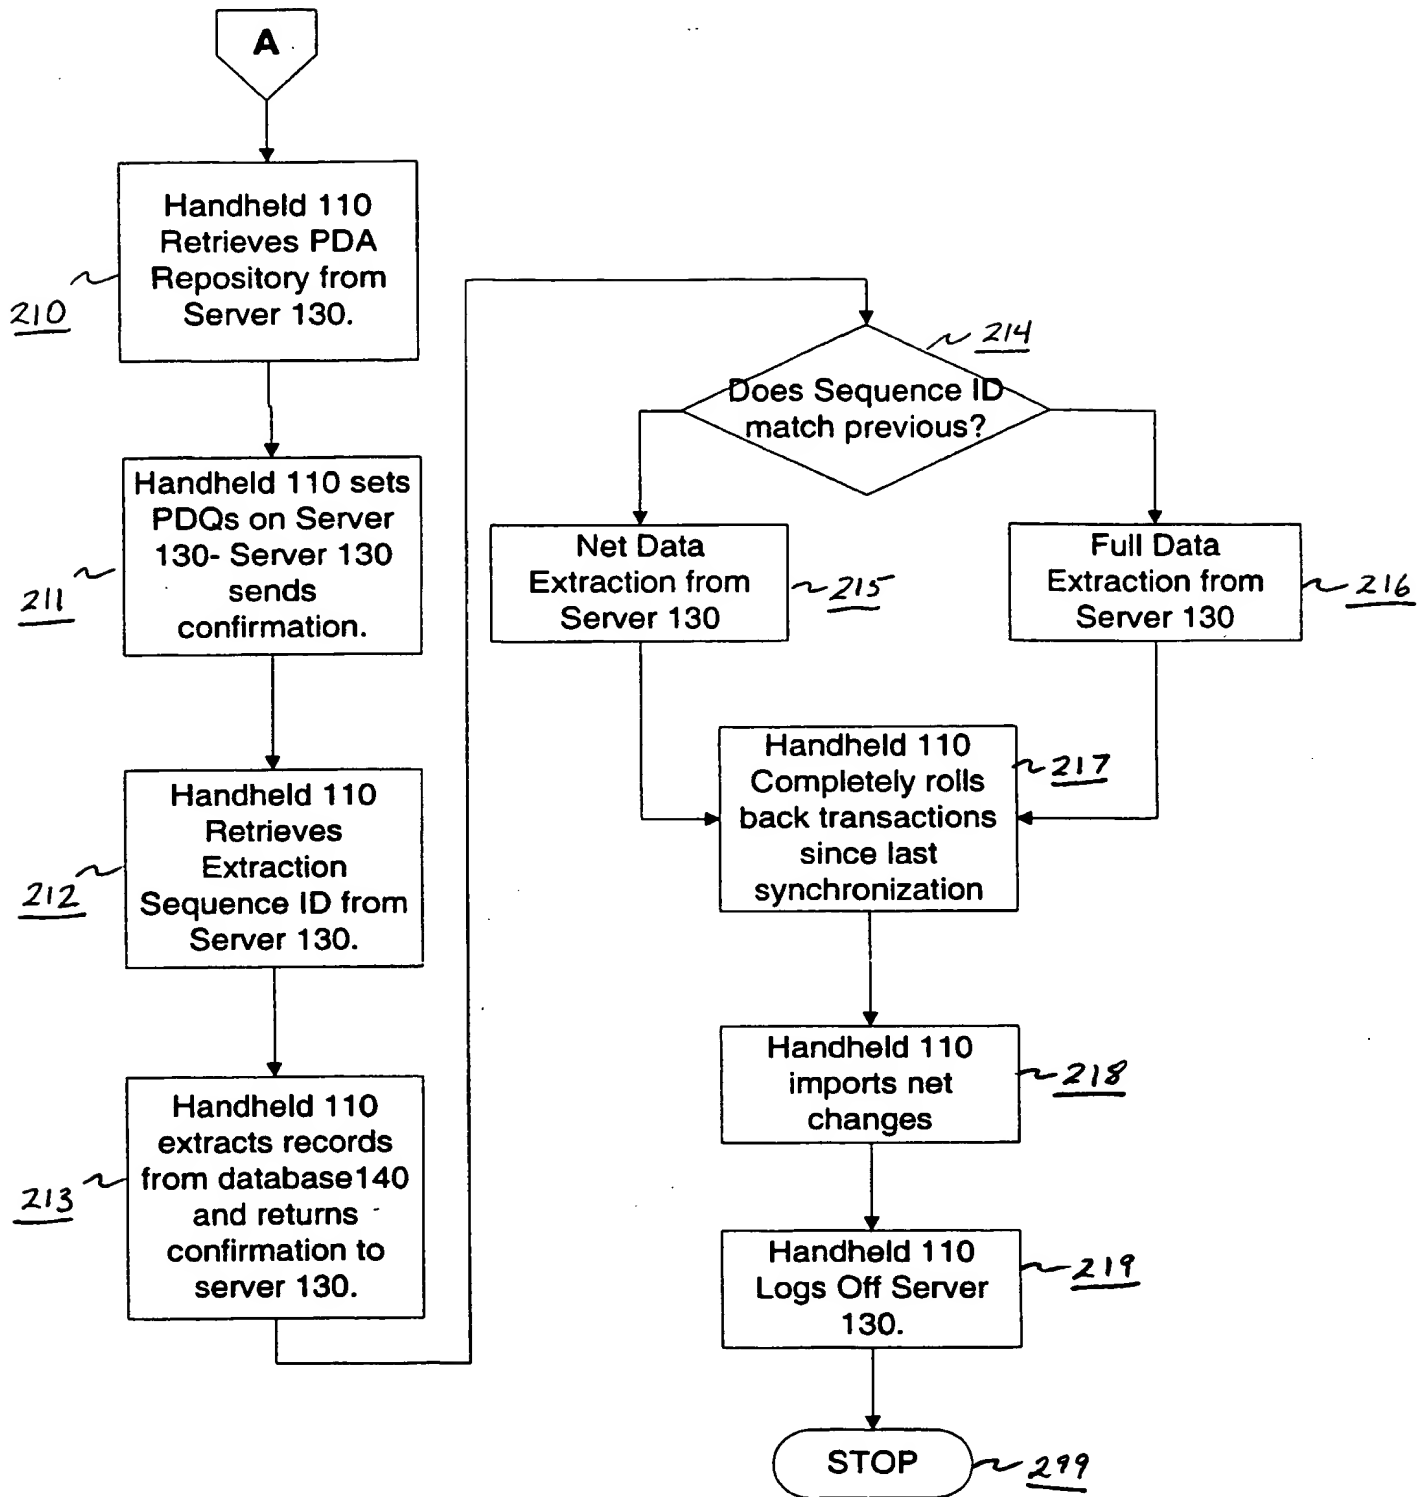 A
Handheld 110
Retrieves PDA
Repository from
Server 130.
210
Handheld 110 sets
PDQs on Server
130- Server 130
sends
confirmation.
211
Handheld 110
Retrieves
Extraction
Sequence ID from
Server 130.
212
Handheld 110
extracts records
from database140
and returns
confirmation to
server 130.
213
214
Does Sequence ID
match previous?
Net Data
Extraction from
Server 130
215
Full Data
Extraction from
Server 130
216
Handheld 110
Completely rolls
back transactions
since last
synchronization
217
Handheld 110
imports net
changes
218
Handheld 110
Logs Off Server
130.
219
STOP
299